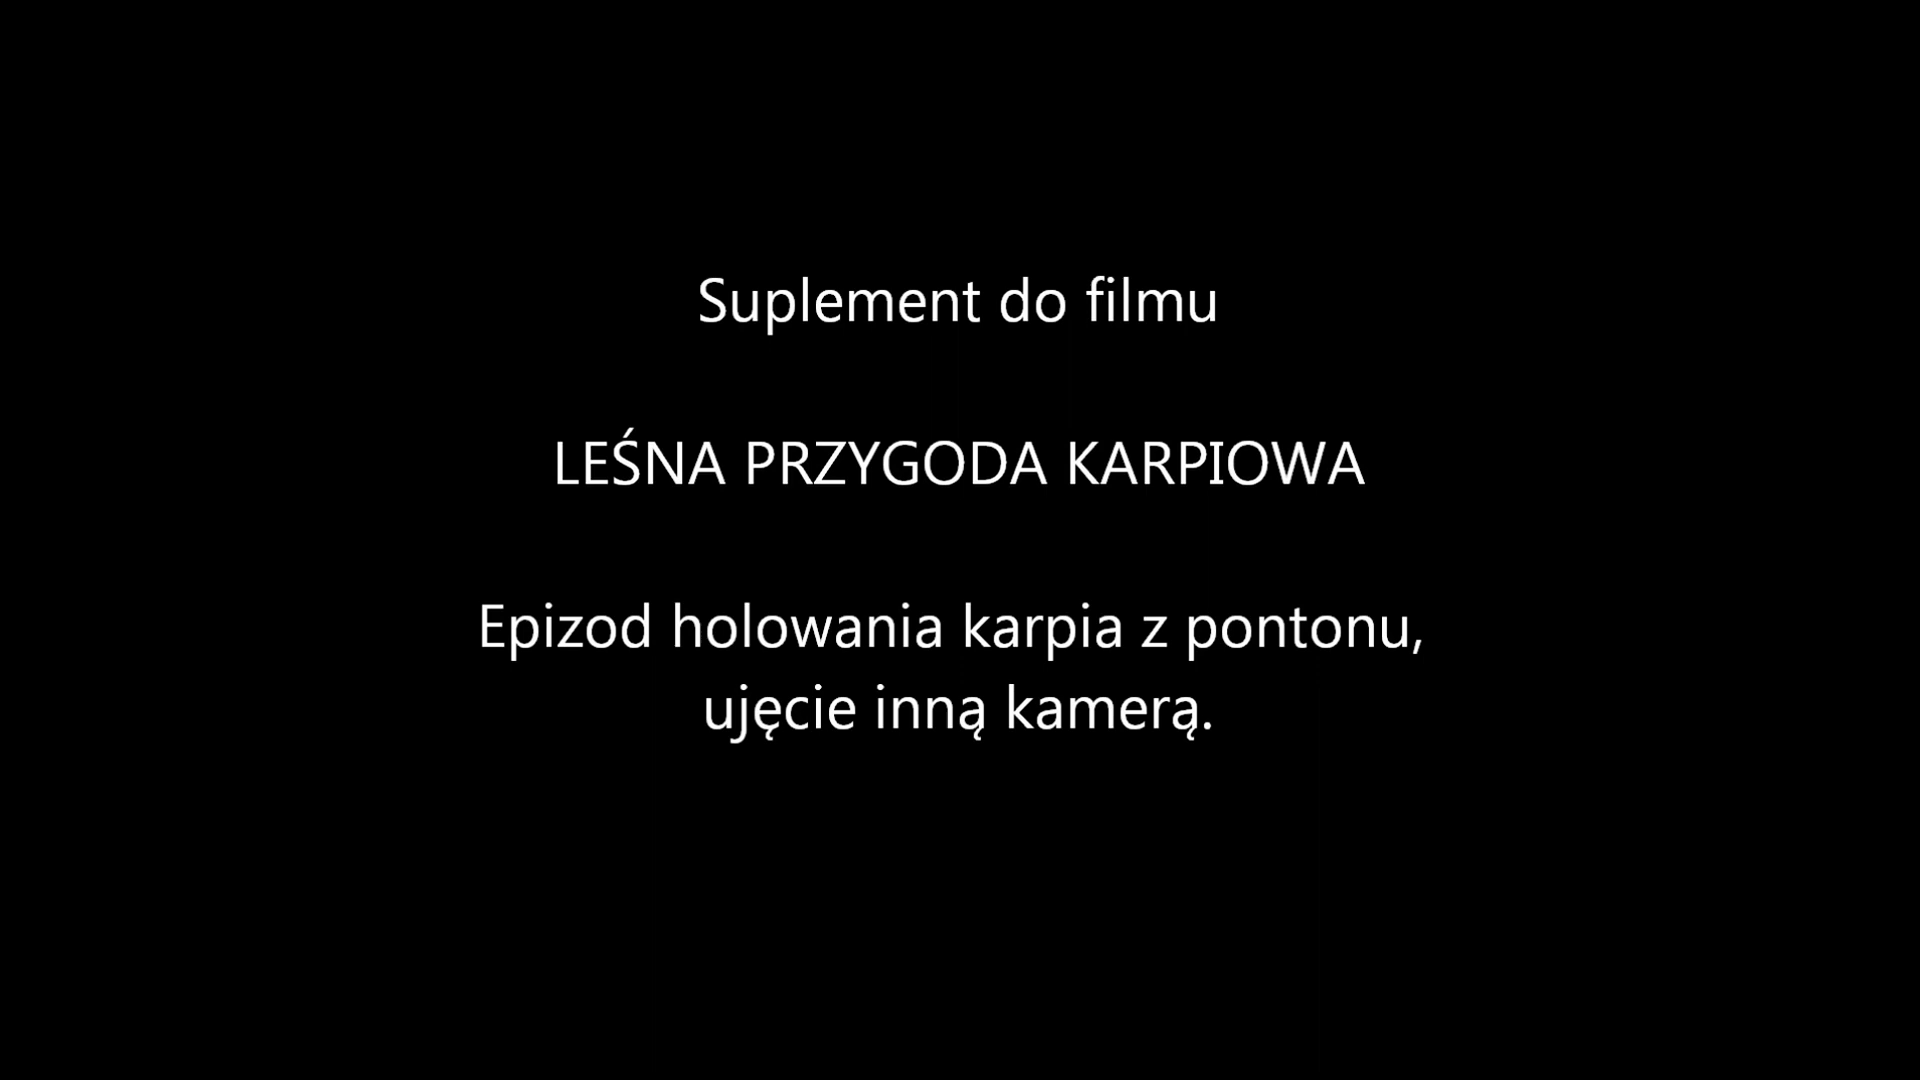 Suplement do filmu
LEŚNA PRZYGODA KARPIOWA
Epizod holowania karpia z pontonu,
ujęcie inną kamerą.